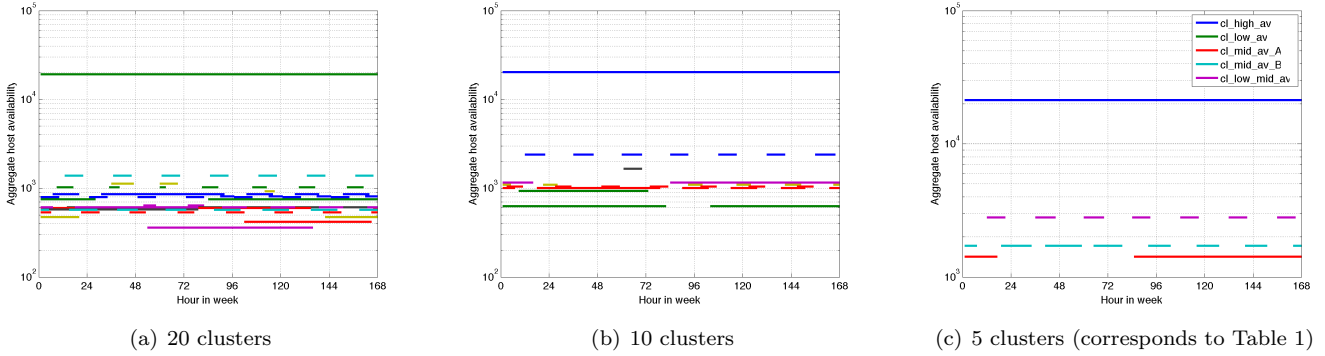 10^5
10^4
10^3
10^2
Aggregate host availability
0 24 48 72 96 120 144 168
Hour in week
(a) 20 clusters
10^5
10^4
10^3
10^2
Aggregate host availability
0 24 48 72 96 120 144 168
Hour in week
(b) 10 clusters
10^5
10^4
10^3
Aggregate host availability
cl_high_av
cl_low_av
cl_mid_av_A
cl_mid_av_B
cl_low_mid_av
0 24 48 72 96 120 144 168
Hour in week
(c) 5 clusters (corresponds to Table 1)